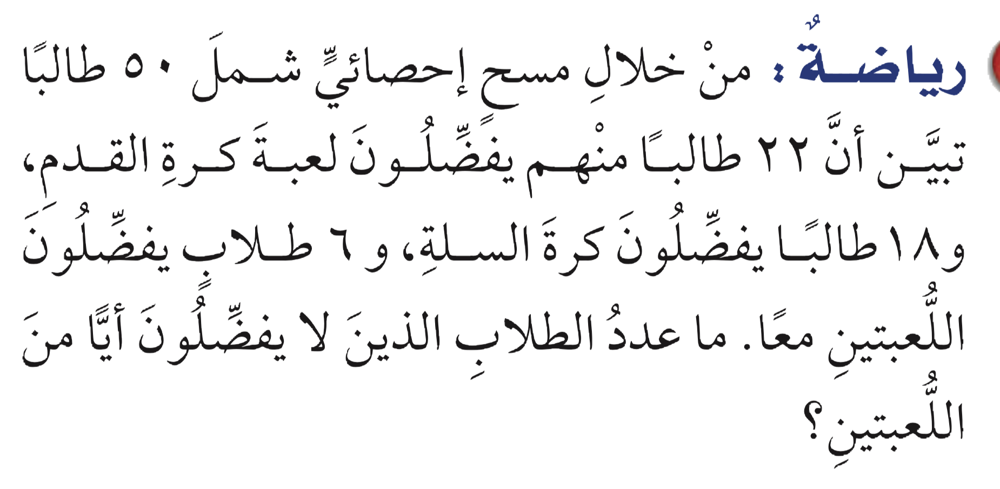 رياضةٌ: منْ خلالِ مسح إحصائيٍّ شملَ ٥٠ طالبًا
تبيَّن أنَّ ٢٢ طالبًا منْهم يفضِّلُونَ لعبةَ كرةِ القدمِ،
و١٨ طالبًا يفضِّلُونَ كرةَ السلةِ، و ٦ طلابٍ يفضِّلُونَ
اللُّعبتينِ معًا. ما عددُ الطلابِ الذينَ لا يفضِّلُونَ أيًّا منَ
اللُّعبتينِ؟